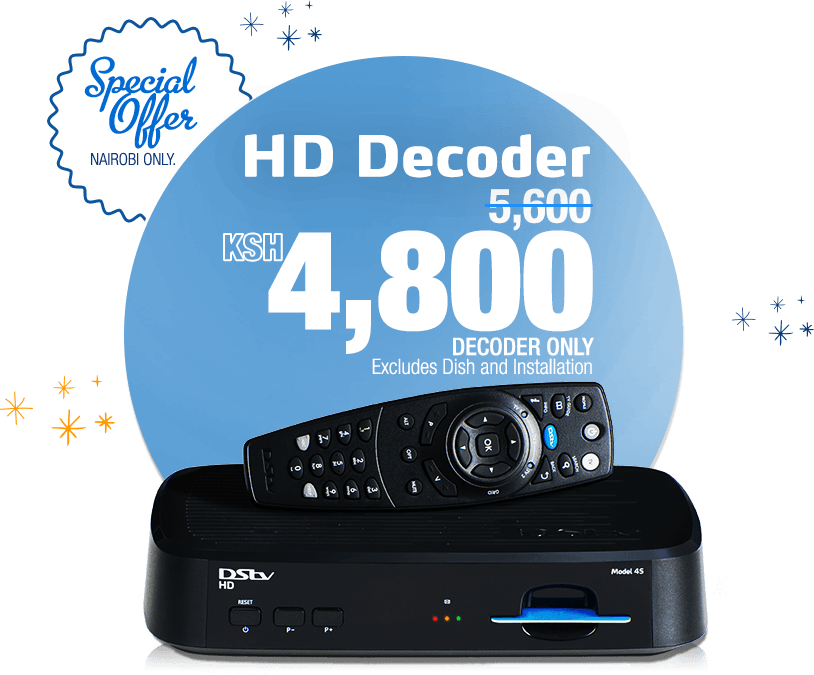 Special
Offer
NAIROBI ONLY.
HD Decoder
5,600
KSH
4,800
DECODER ONLY
Excludes Dish and Installation
OK
DStv
HD
Model 4S
RESET
P-
P+